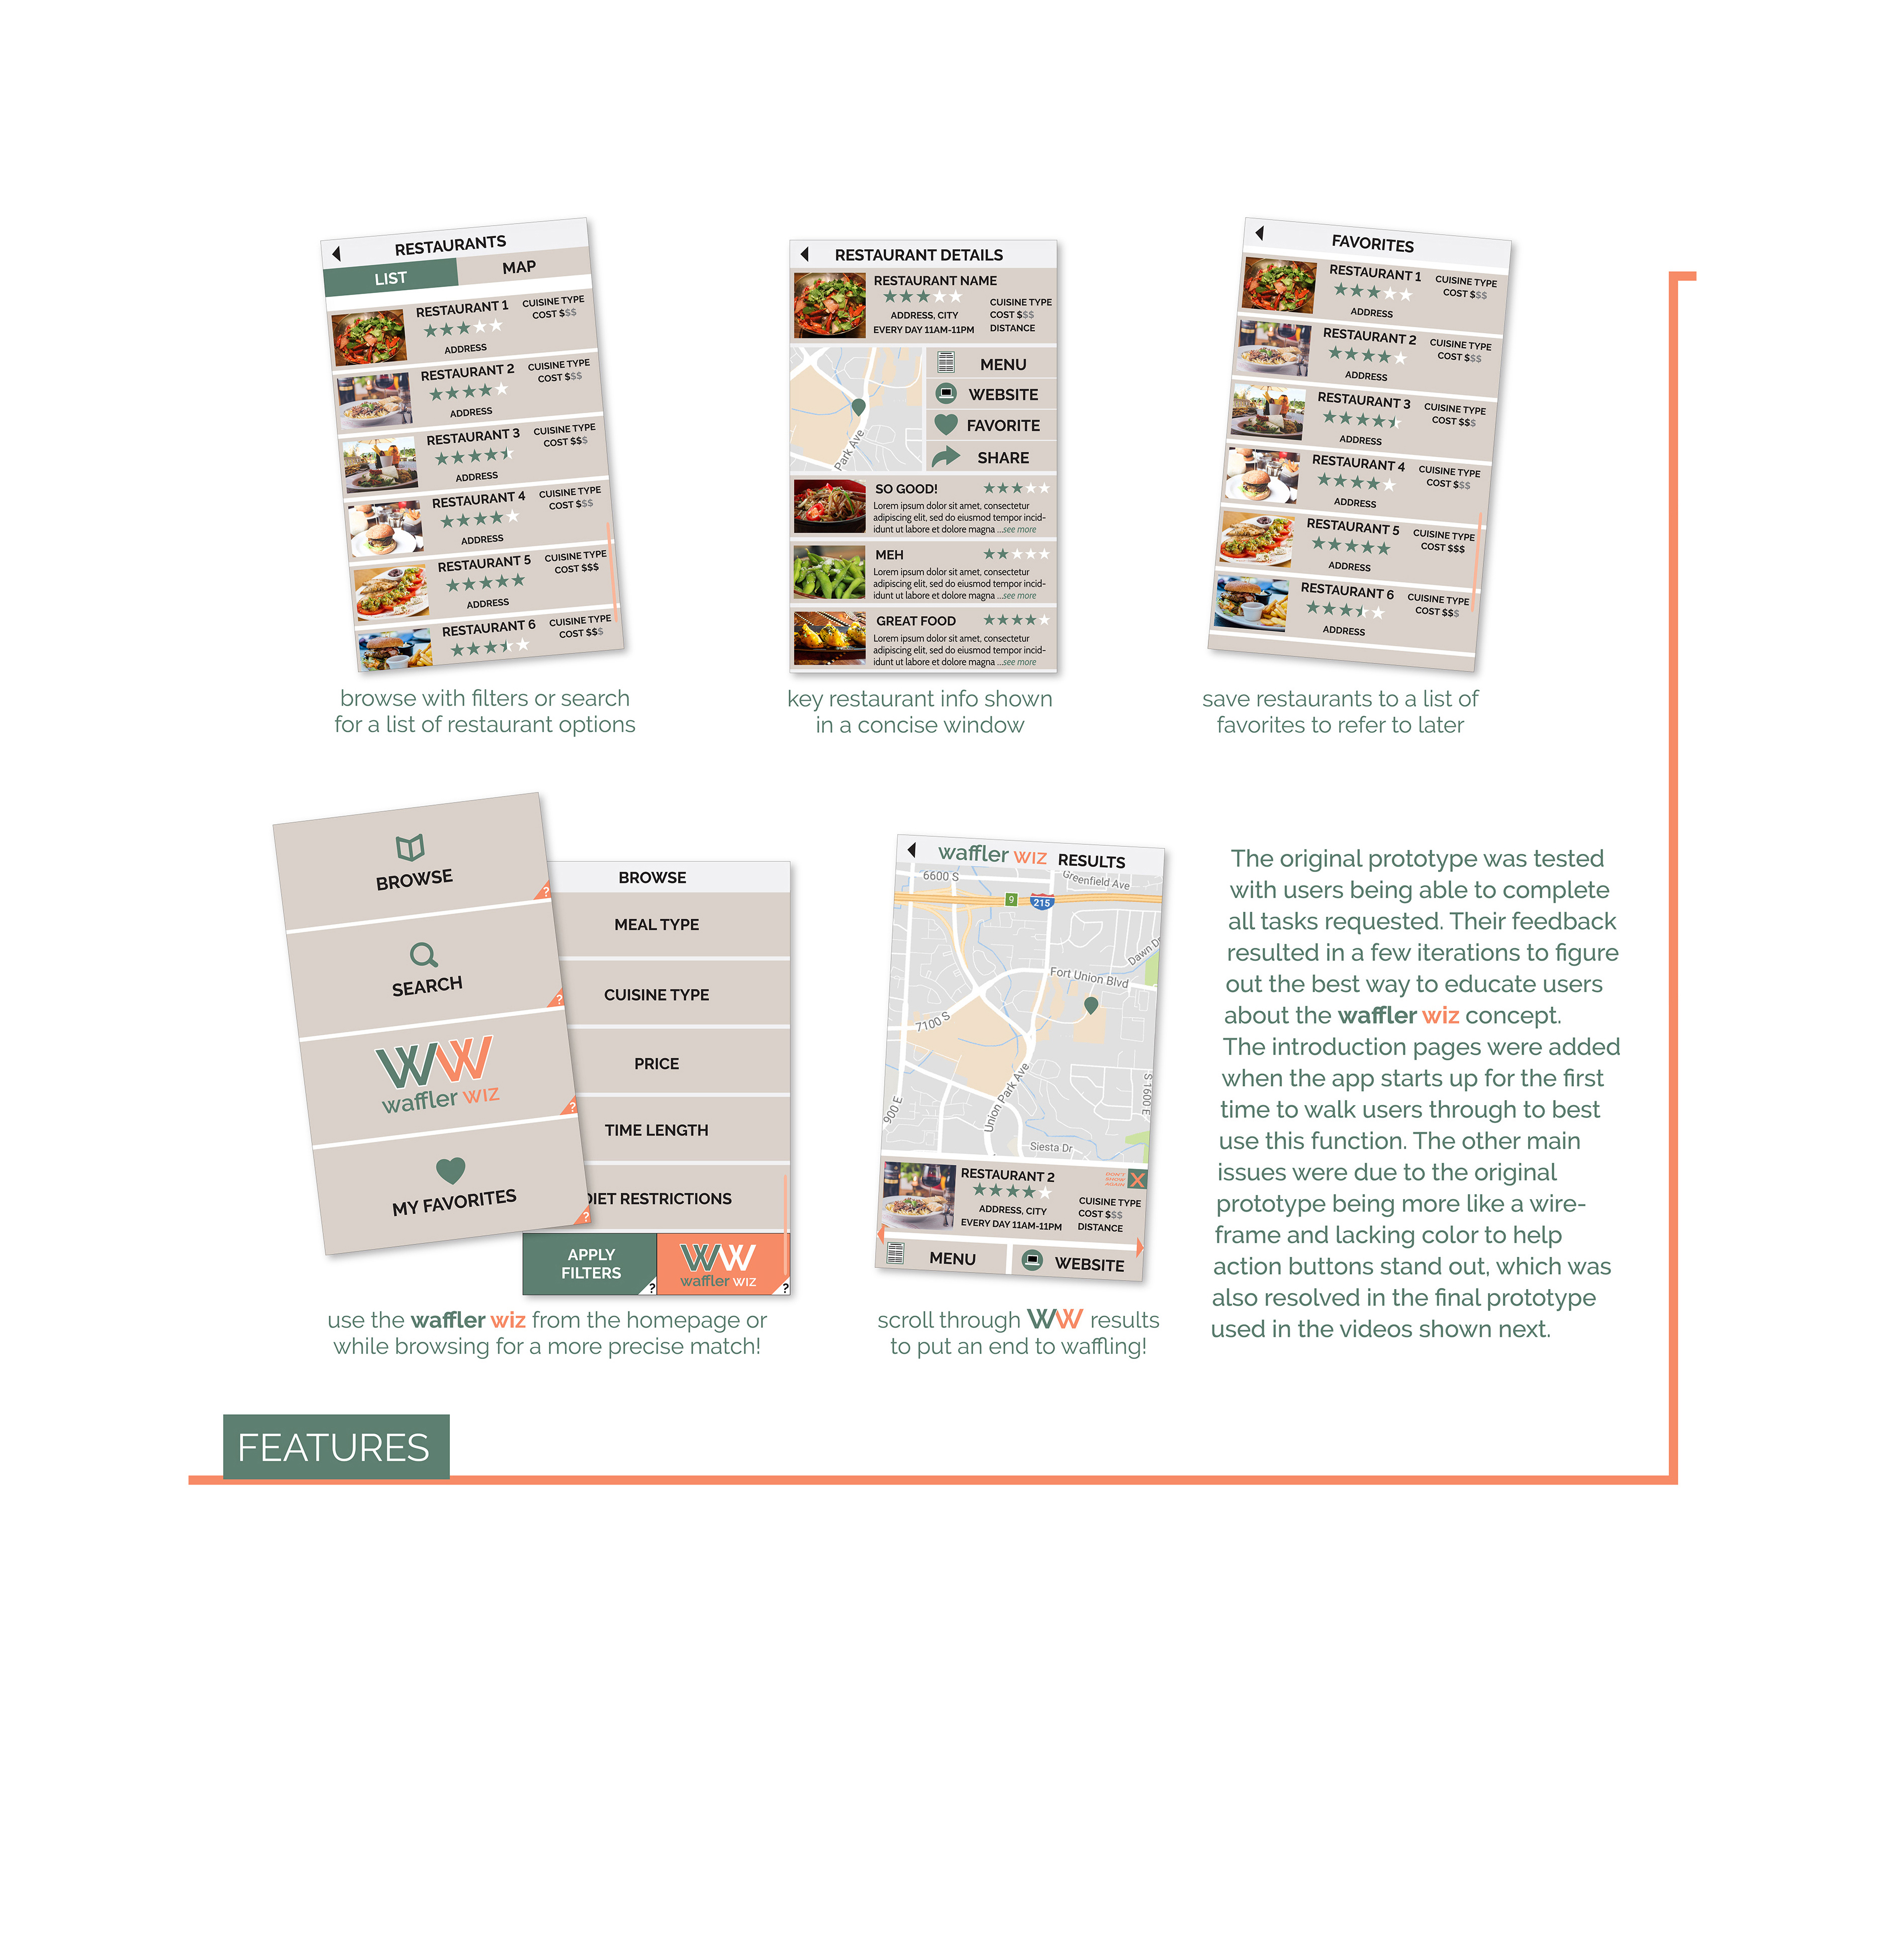 RESTAURANTS
LIST
MAP
RESTAURANT 1
CUISINE TYPE
COST $$$
ADDRESS
RESTAURANT 2
CUISINE TYPE
COST $$$
ADDRESS
RESTAURANT 3
CUISINE TYPE
COST $$$
ADDRESS
RESTAURANT 4
CUISINE TYPE
COST $$$
ADDRESS
RESTAURANT 5
CUISINE TYPE
COST $$$
ADDRESS
RESTAURANT 6
CUISINE TYPE
COST $$$
browse with filters or search
for a list of restaurant options
RESTAURANT DETAILS
RESTAURANT NAME
CUISINE TYPE
ADDRESS, CITY
COST $$$
EVERY DAY 11AM-11PM
DISTANCE
Park Ave
MENU
WEBSITE
FAVORITE
SHARE
SO GOOD!
Lorem ipsum dolor sit amet, consectetur
adipiscing elit, sed do eiusmod tempor incid-
idunt ut labore et dolore magna ...see more
MEH
Lorem ipsum dolor sit amet, consectetur
adipiscing elit, sed do eiusmod tempor incid-
idunt ut labore et dolore magna ...see more
GREAT FOOD
Lorem ipsum dolor sit amet, consectetur
adipiscing elit, sed do eiusmod tempor incid-
idunt ut labore et dolore magna ...see more
key restaurant info shown
in a concise window
FAVORITES
RESTAURANT 1
CUISINE TYPE
COST $$$
ADDRESS
RESTAURANT 2
CUISINE TYPE
COST $$$
ADDRESS
RESTAURANT 3
CUISINE TYPE
COST $$$
ADDRESS
RESTAURANT 4
CUISINE TYPE
COST $$$
ADDRESS
RESTAURANT 5
CUISINE TYPE
COST $$$
ADDRESS
RESTAURANT 6
CUISINE TYPE
COST $$$
ADDRESS
save restaurants to a list of
favorites to refer to later
BROWSE
?
SEARCH
?
WW
waffler wiz
?
MY FAVORITES
?
BROWSE
MEAL TYPE
CUISINE TYPE
PRICE
TIME LENGTH
DIET RESTRICTIONS
APPLY
FILTERS
?
WW
waffler wiz
?
use the waffler wiz from the homepage or
while browsing for a more precise match!
waffler wiz RESULTS
6600 S
Greenfield Ave
9
215
Dawn Dr
Fort Union Blvd
7100 S
900 E
Union Park Ave
S 1600 E
Siesta Dr
RESTAURANT 2
DON'T
SHOW
AGAIN
X
CUISINE TYPE
ADDRESS, CITY
COST $$$
EVERY DAY 11AM-11PM
DISTANCE
MENU
WEBSITE
scroll through WW results
to put an end to waffling!
The original prototype was tested
with users being able to complete
all tasks requested. Their feedback
resulted in a few iterations to figure
out the best way to educate users
about the waffler wiz concept.
The introduction pages were added
when the app starts up for the first
time to walk users through to best
use this function. The other main
issues were due to the original
prototype being more like a wire-
frame and lacking color to help
action buttons stand out, which was
also resolved in the final prototype
used in the videos shown next.
FEATURES